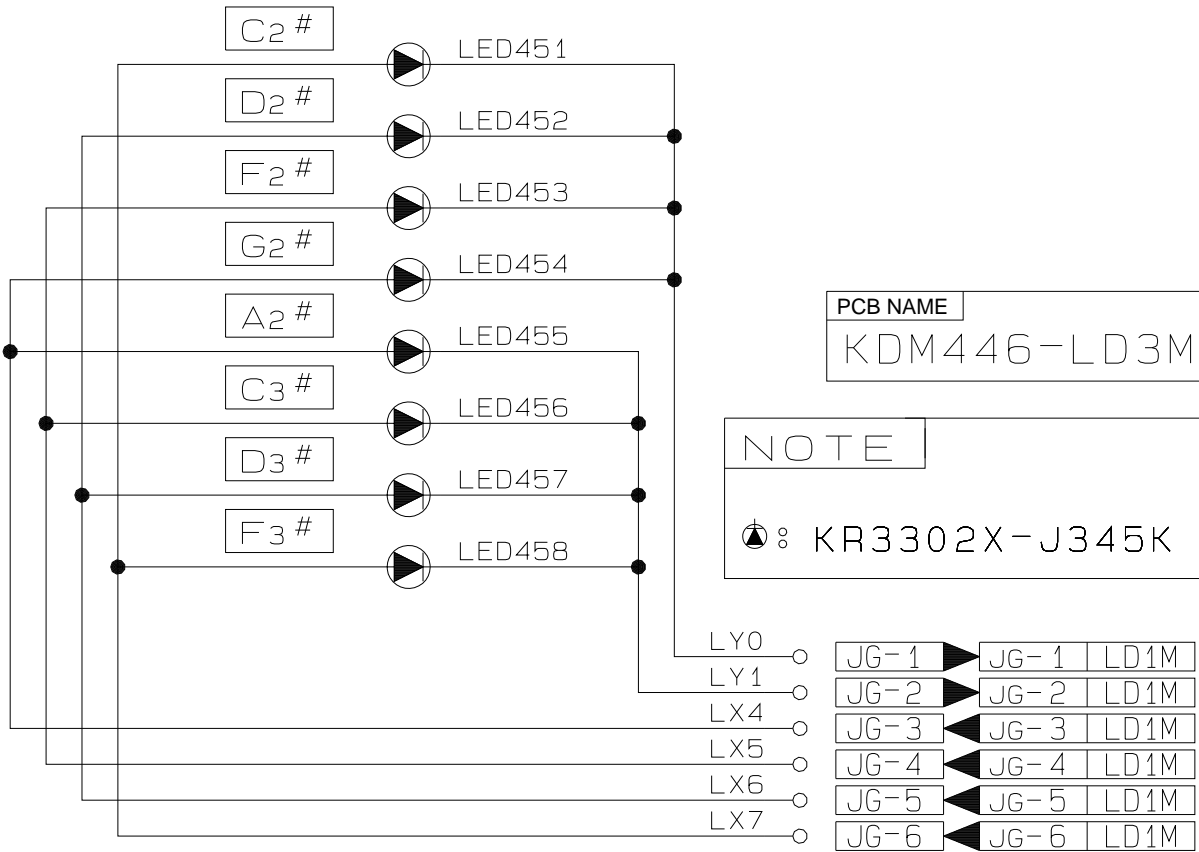 C2 #
LED451
D2 #
LED452
F2 #
LED453
G2 #
LED454
A2 #
LED455
C3 #
LED456
D3 #
LED457
F3 #
LED458
PCB NAME
KDM446-LD3M
NOTE
: KR3302X-J345K
LY0 JG-1 JG-1 LD1M
LY1 JG-2 JG-2 LD1M
LX4 JG-3 JG-3 LD1M
LX5 JG-4 JG-4 LD1M
LX6 JG-5 JG-5 LD1M
LX7 JG-6 JG-6 LD1M